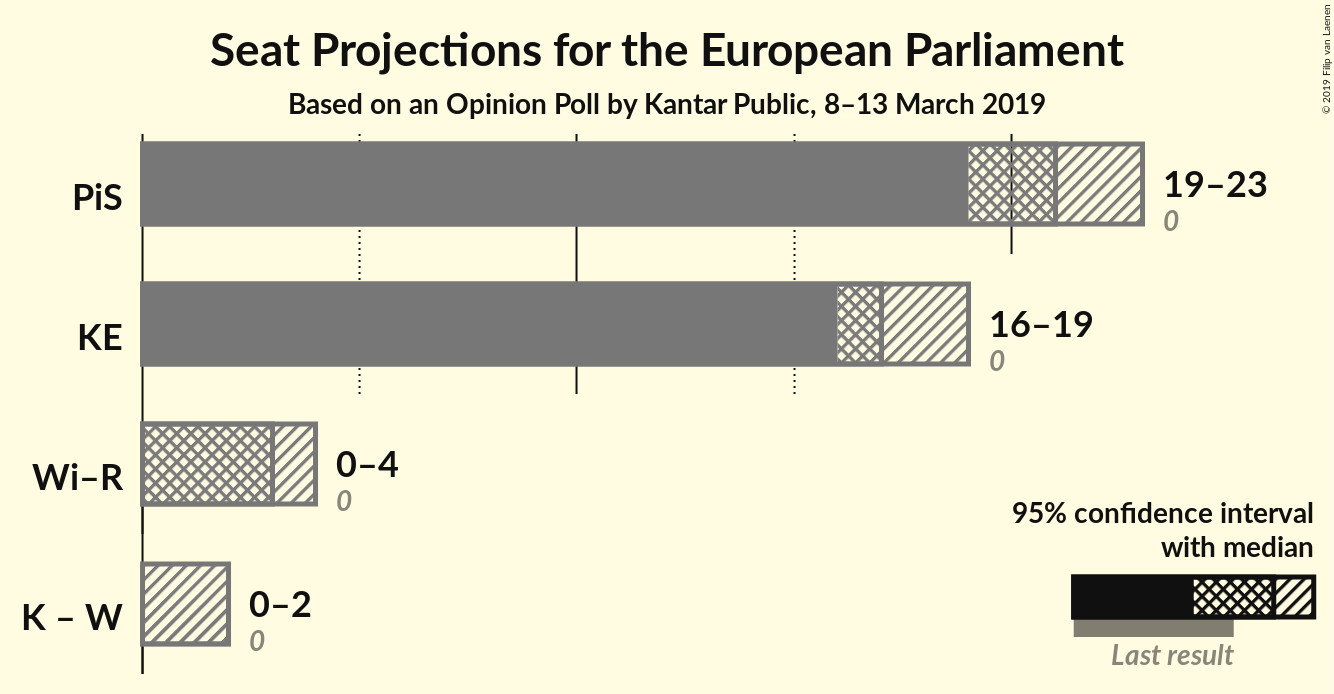 Seat Projections for the European Parliament
Based on an Opinion Poll by Kantar Public, 8–13 March 2019
© 2019 Filip van Laenen
PiS
19–23
0
KE
16–19
0
Wi–R
0–4
0
K – W
0–2
0
95% confidence interval
with median
Last result